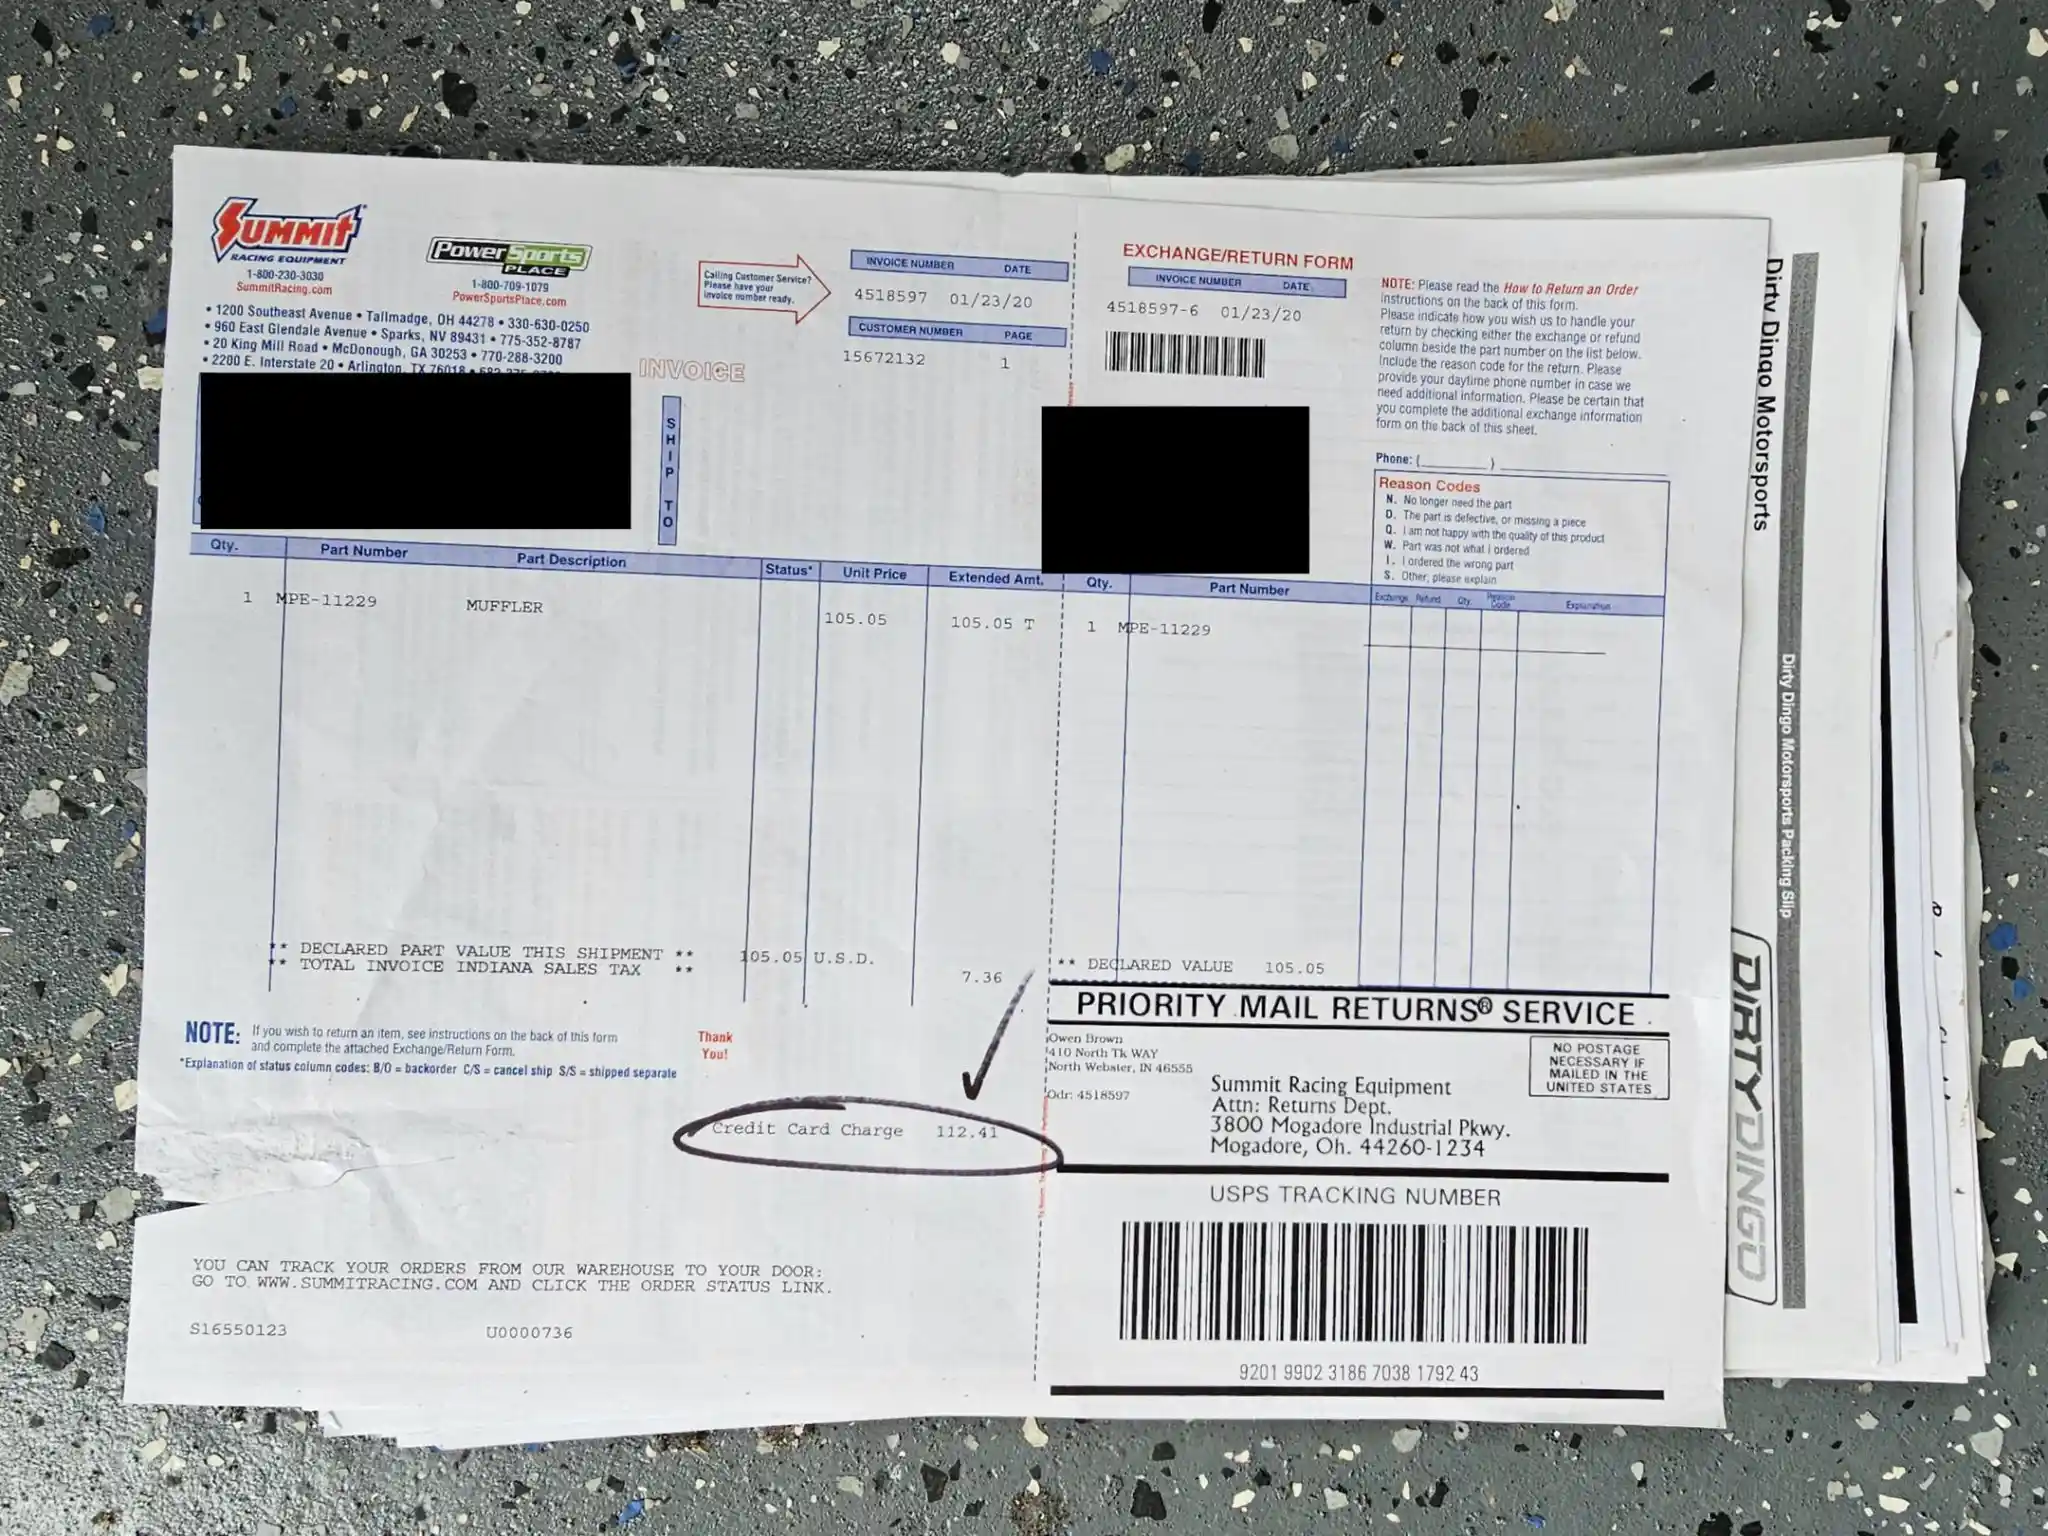 SUMMIT
RACING EQUIPMENT
1-800-230-3030
SummitRacing.com
PowerSports
PLACE
1-800-709-1079
PowerSportsPlace.com
• 1200 Southeast Avenue • Tallmadge, OH 44278 • 330-630-0250
• 960 East Glendale Avenue • Sparks, NV 89431 • 775-352-8787
• 20 King Mill Road • McDonough, GA 30253 • 770-288-3200
• 2200 E. Interstate 20 • Arlington, TX 76018 •
INVOICE
Calling Customer Service?
Please have your
invoice number ready.
INVOICE NUMBER DATE
4518597 01/23/20
CUSTOMER NUMBER PAGE
15672132 1
SHIP TO
Qty. Part Number Part Description Status* Unit Price Extended Amt.
1 MPE-11229 MUFFLER 105.05 105.05 T
** DECLARED PART VALUE THIS SHIPMENT ** 105.05 U.S.D.
** TOTAL INVOICE INDIANA SALES TAX ** 7.36
NOTE: If you wish to return an item, see instructions on the back of this form
and complete the attached Exchange/Return Form.
*Explanation of status column codes: B/O = backorder C/S = cancel ship S/S = shipped separate
Thank
You!
Credit Card Charge 112.41
YOU CAN TRACK YOUR ORDERS FROM OUR WAREHOUSE TO YOUR DOOR:
GO TO WWW.SUMMITRACING.COM AND CLICK THE ORDER STATUS LINK.
S16550123 U0000736
EXCHANGE/RETURN FORM
INVOICE NUMBER DATE
4518597-6 01/23/20
NOTE: Please read the How to Return an Order
instructions on the back of this form.
Please indicate how you wish us to handle your
return by checking either the exchange or refund
column beside the part number on the list below.
Include the reason code for the return. Please
provide your daytime phone number in case we
need additional information. Please be certain that
you complete the additional exchange information
form on the back of this sheet.
Phone: (________) ________
Reason Codes
N. No longer need the part
D. The part is defective, or missing a piece
Q. I am not happy with the quality of this product
W. Part was not what I ordered
I. I ordered the wrong part
S. Other, please explain
Qty. Part Number Exchange Refund Qty. Reason Code Explanation
1 MPE-11229
** DECLARED VALUE 105.05
PRIORITY MAIL RETURNS® SERVICE
Owen Brown
410 North Tk WAY
North Webster, IN 46555
Odr: 4518597
NO POSTAGE
NECESSARY IF
MAILED IN THE
UNITED STATES
Summit Racing Equipment
Attn: Returns Dept.
3800 Mogadore Industrial Pkwy.
Mogadore, Oh. 44260-1234
USPS TRACKING NUMBER
9201 9902 3186 7038 1792 43
Dirty Dingo Motorsports
Dirty Dingo Motorsports Packing Slip
DIRTY DINGO